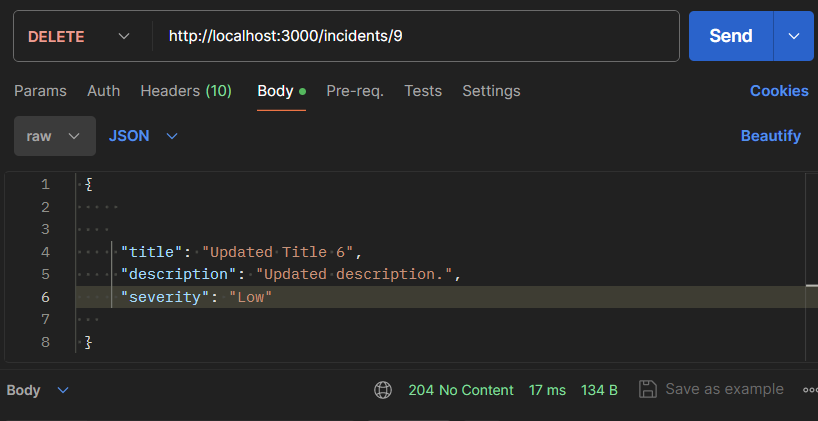 DELETE http://localhost:3000/incidents/9 Send
Params Auth Headers (10) Body Pre-req. Tests Settings Cookies
raw JSON Beautify
1 {
2
3
4 "title": "Updated Title 6",
5 "description": "Updated description.",
6 "severity": "Low"
7
8 }
Body 204 No Content 17 ms 134 B Save as example